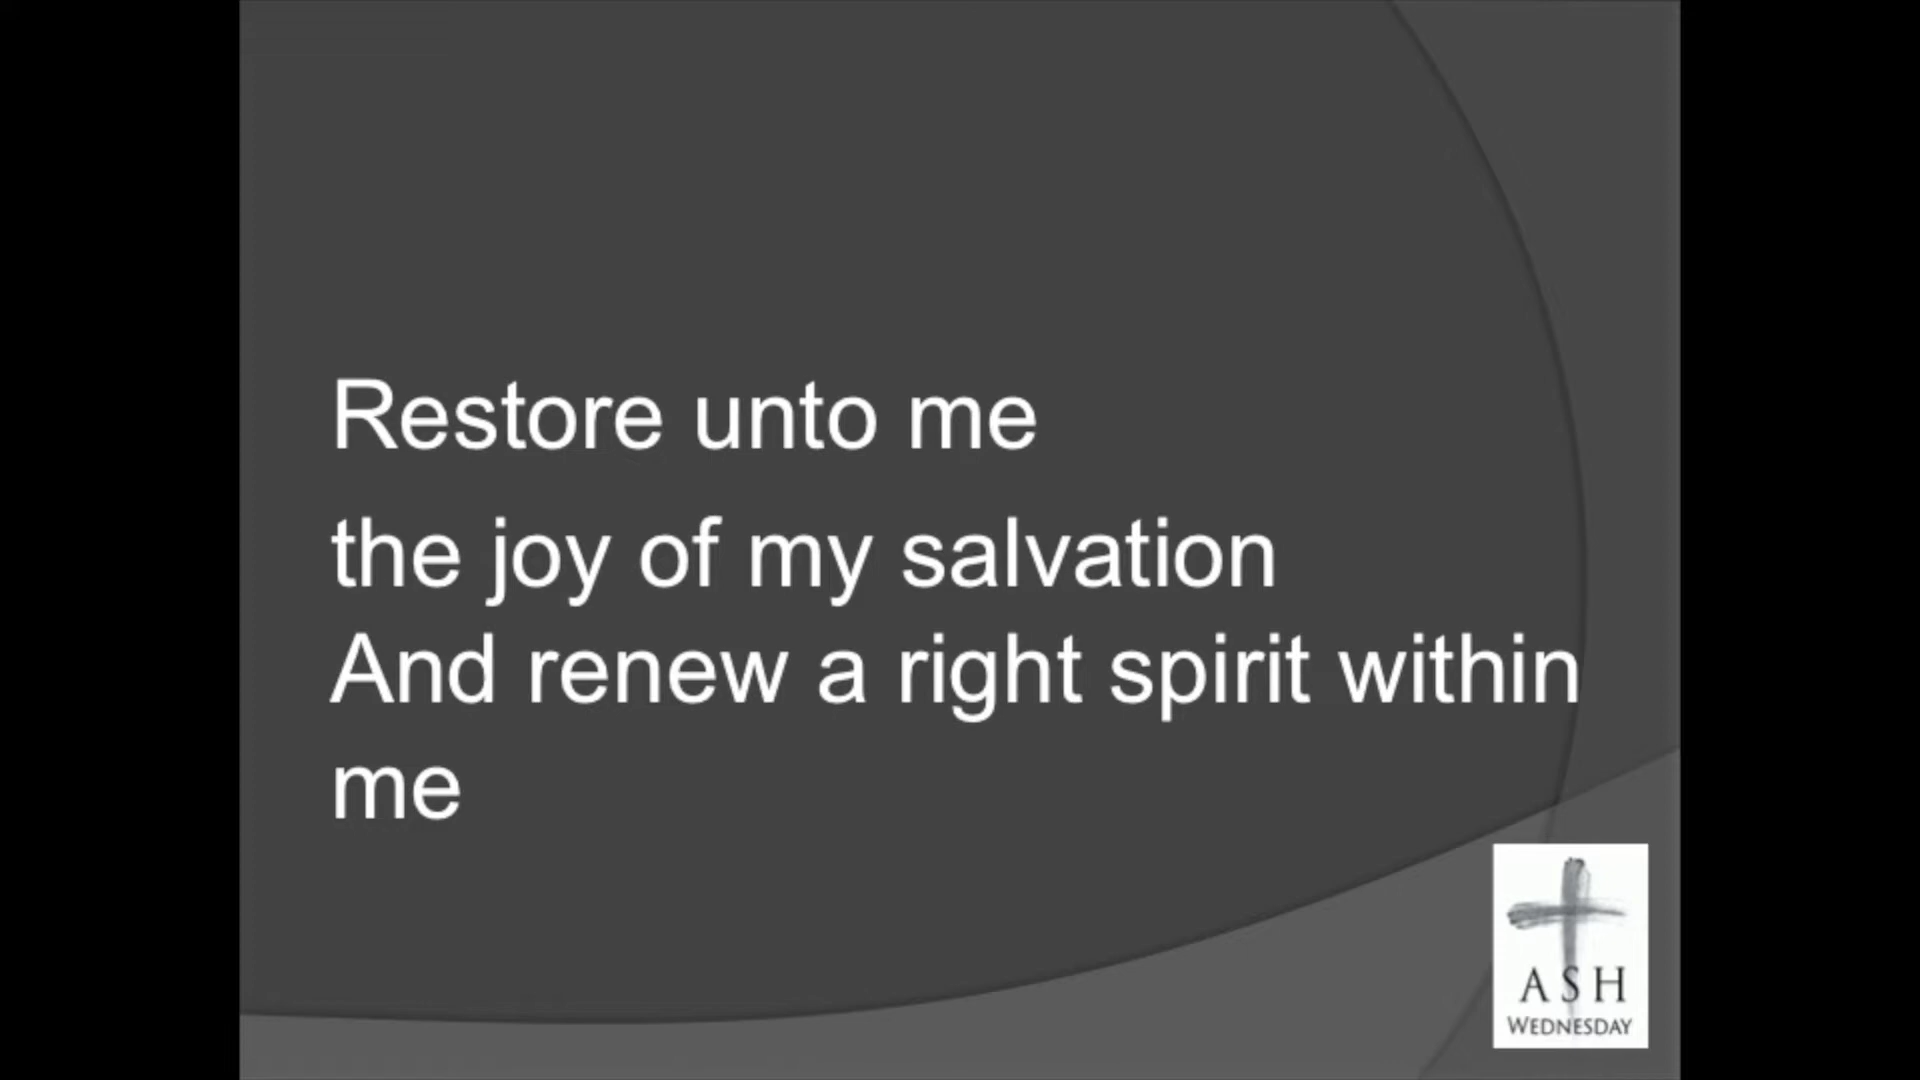 Restore unto me
the joy of my salvation
And renew a right spirit within
me
ASH
WEDNESDAY